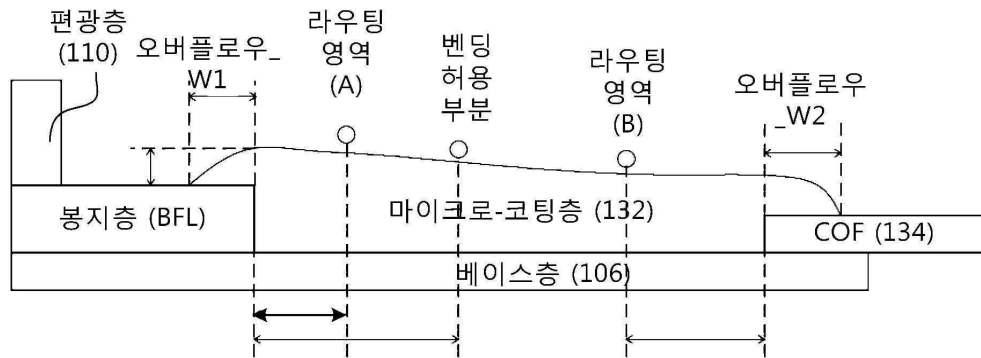 편광층
(110)
오버플로우_
W1
라우팅
영역
(A)
벤딩
허용
부분
라우팅
영역
(B)
오버플로우
_W2
봉지층 (BFL)
마이크로-코팅층 (132)
COF (134)
베이스층 (106)